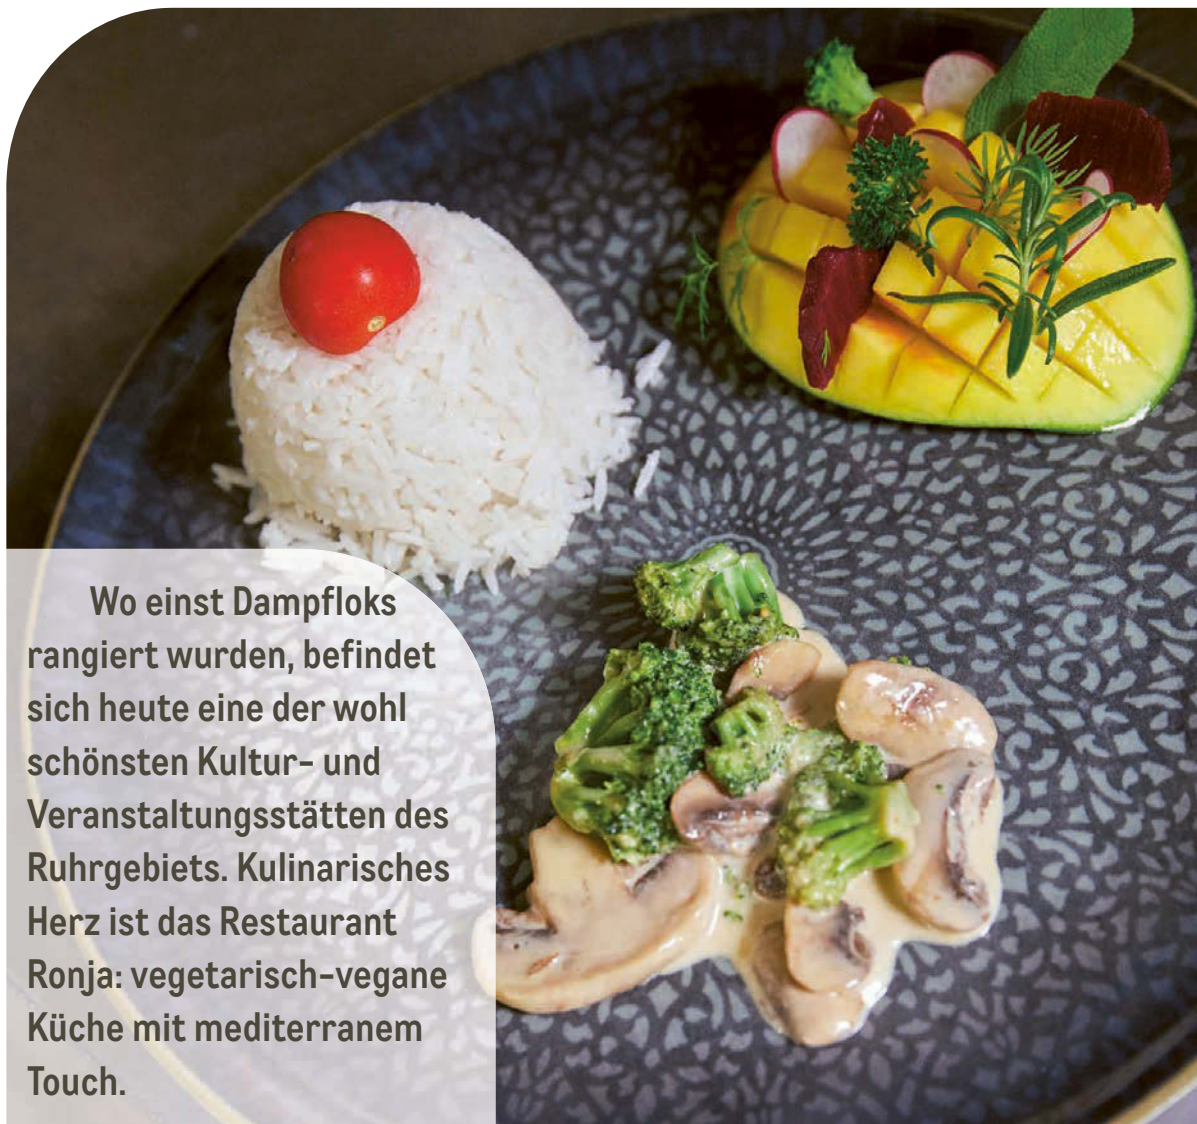 Wo einst Dampfloks
rangiert wurden, befindet
sich heute eine der wohl
schönsten Kultur- und
Veranstaltungsstätten des
Ruhrgebiets. Kulinarisches
Herz ist das Restaurant
Ronja: vegetarisch-vegane
Küche mit mediterranem
Touch.